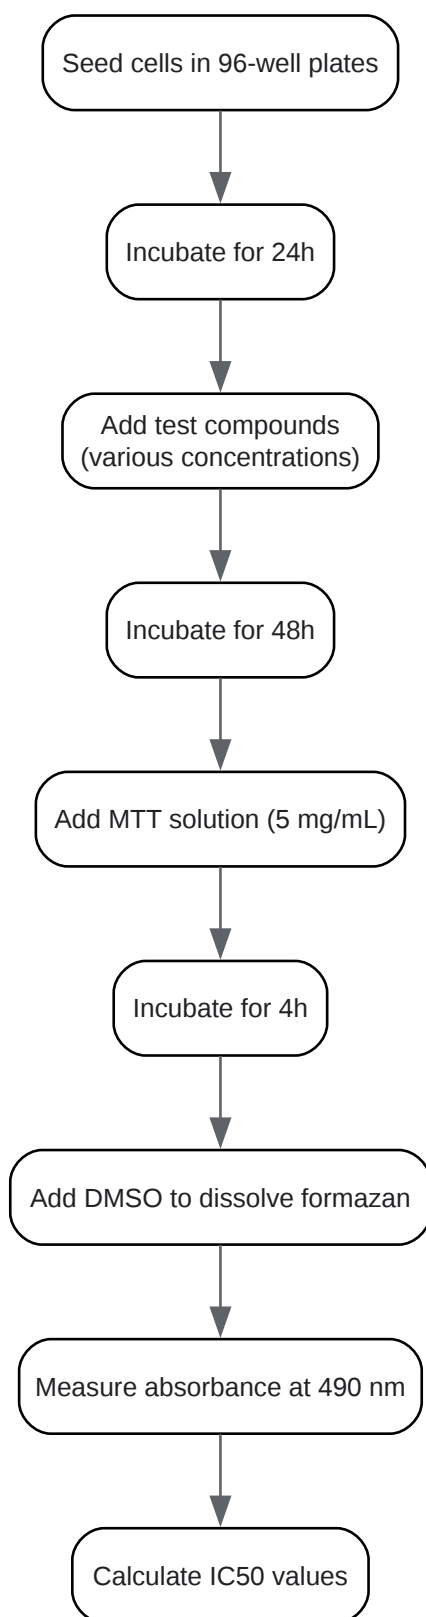 Seed cells in 96-well plates
Incubate for 24h
Add test compounds
(various concentrations)
Incubate for 48h
Add MTT solution (5 mg/mL)
Incubate for 4h
Add DMSO to dissolve formazan
Measure absorbance at 490 nm
Calculate IC50 values